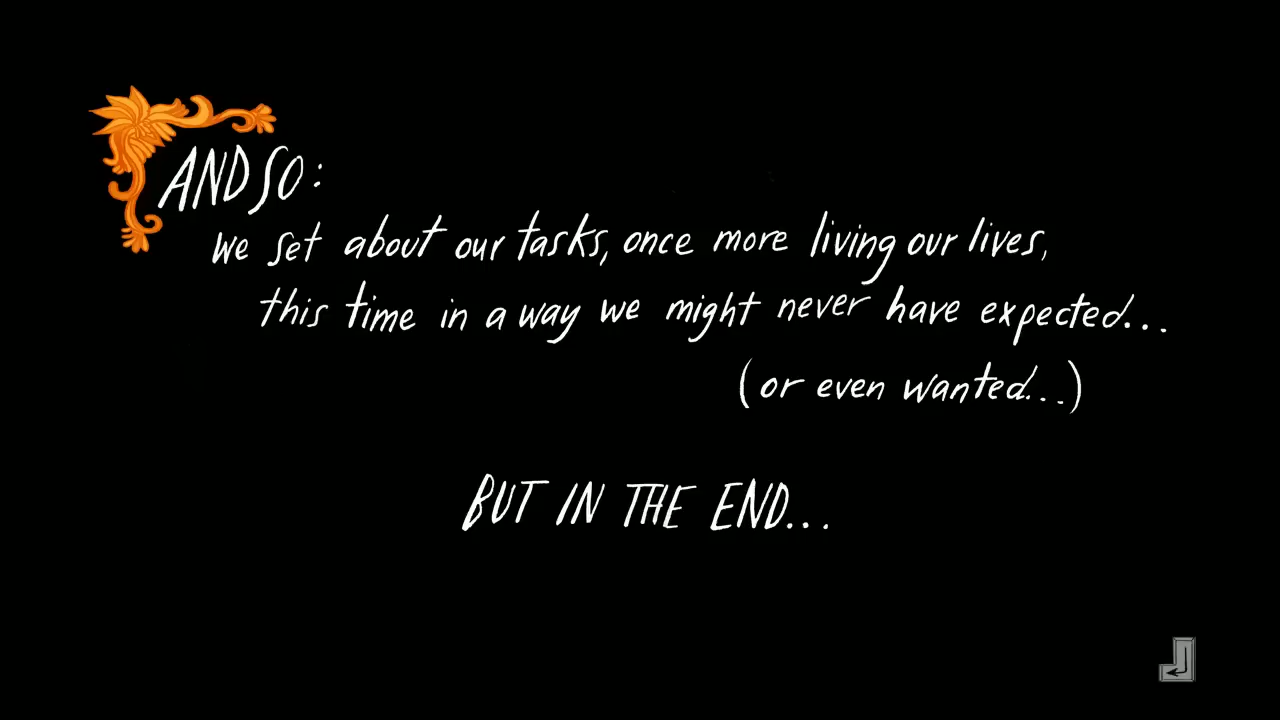 AND SO:
we set about our tasks, once more living our lives,
this time in a way we might never have expected...
(or even wanted...)
BUT IN THE END...